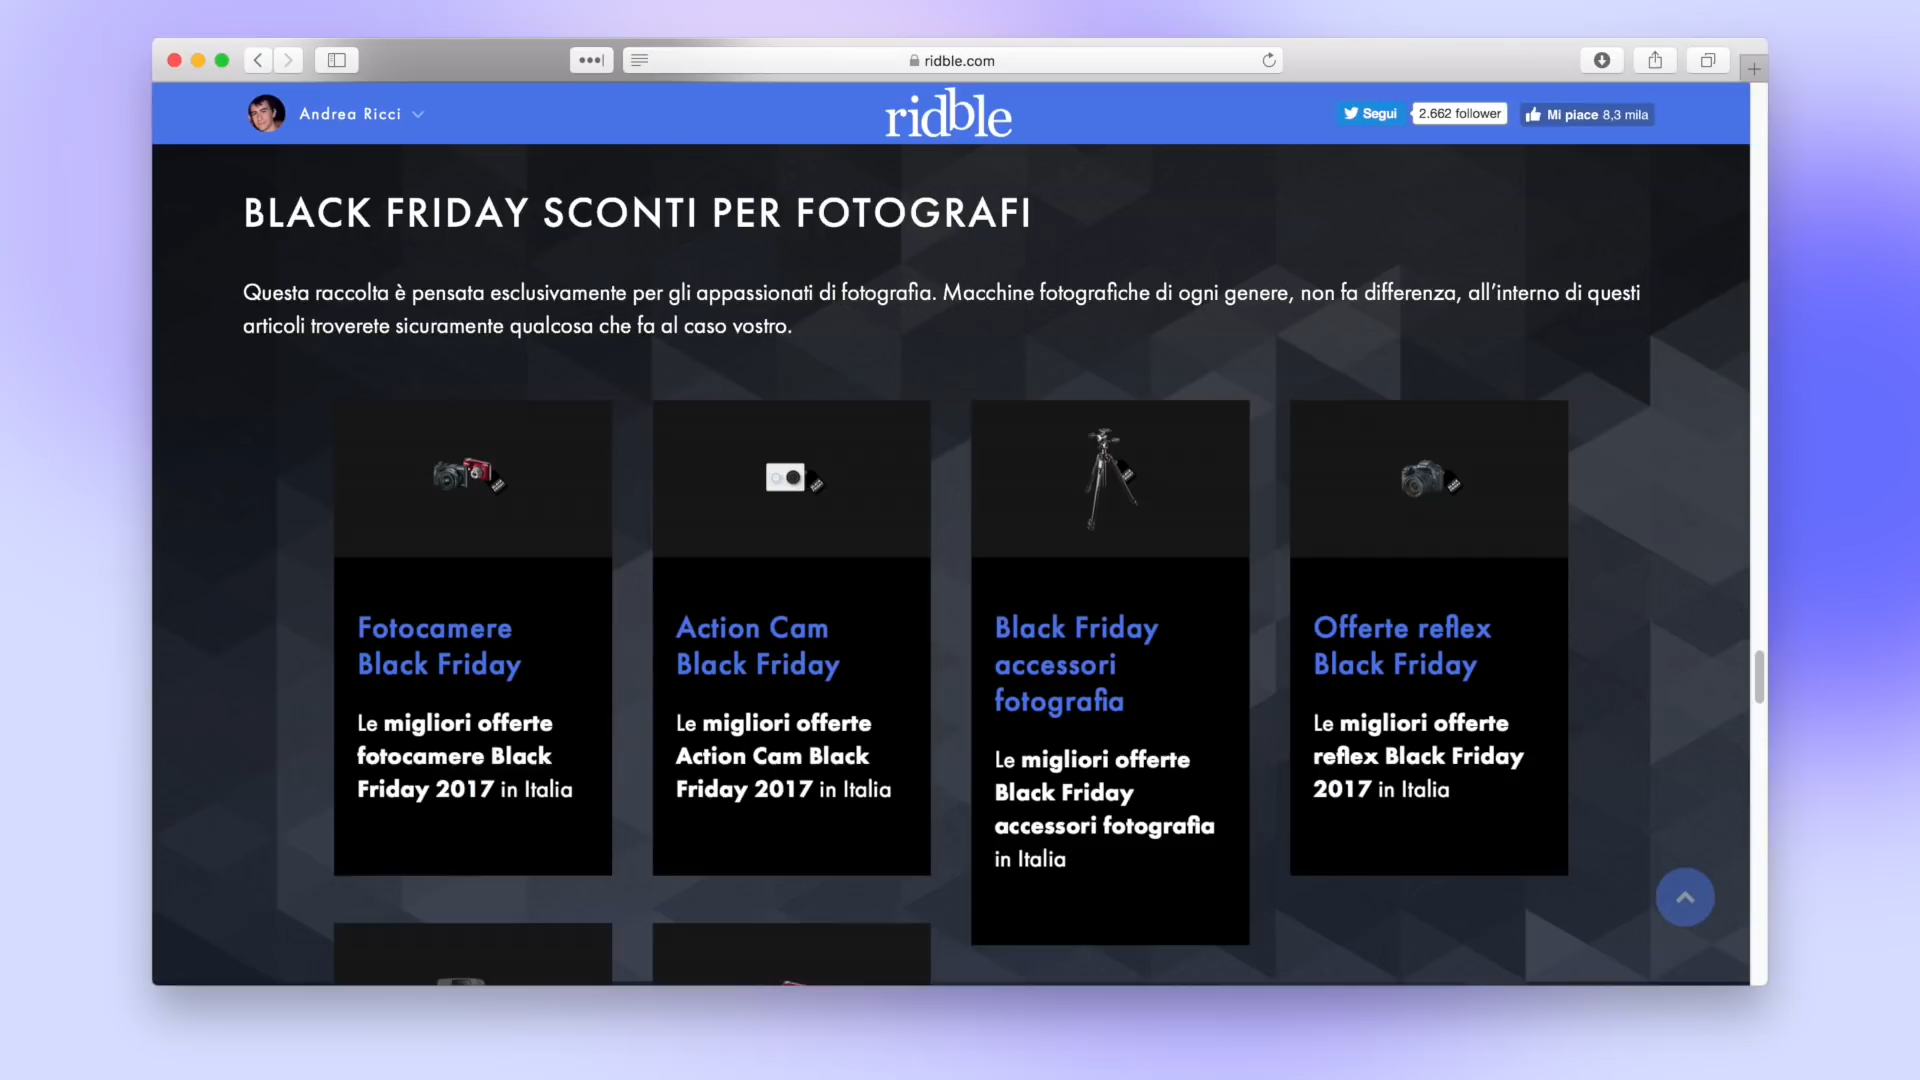 ridble.com
Andrea Ricci
ridble
Segui
2.662 follower
Mi piace 8,3 mila
BLACK FRIDAY SCONTI PER FOTOGRAFI
Questa raccolta è pensata esclusivamente per gli appassionati di fotografia. Macchine fotografiche di ogni genere, non fa differenza, all’interno di questi
articoli troverete sicuramente qualcosa che fa al caso vostro.
Fotocamere
Black Friday
Le migliori offerte
fotocamere Black
Friday 2017 in Italia
Action Cam
Black Friday
Le migliori offerte
Action Cam Black
Friday 2017 in Italia
Black Friday
accessori
fotografia
Le migliori offerte
Black Friday
accessori fotografia
in Italia
Offerte reflex
Black Friday
Le migliori offerte
reflex Black Friday
2017 in Italia